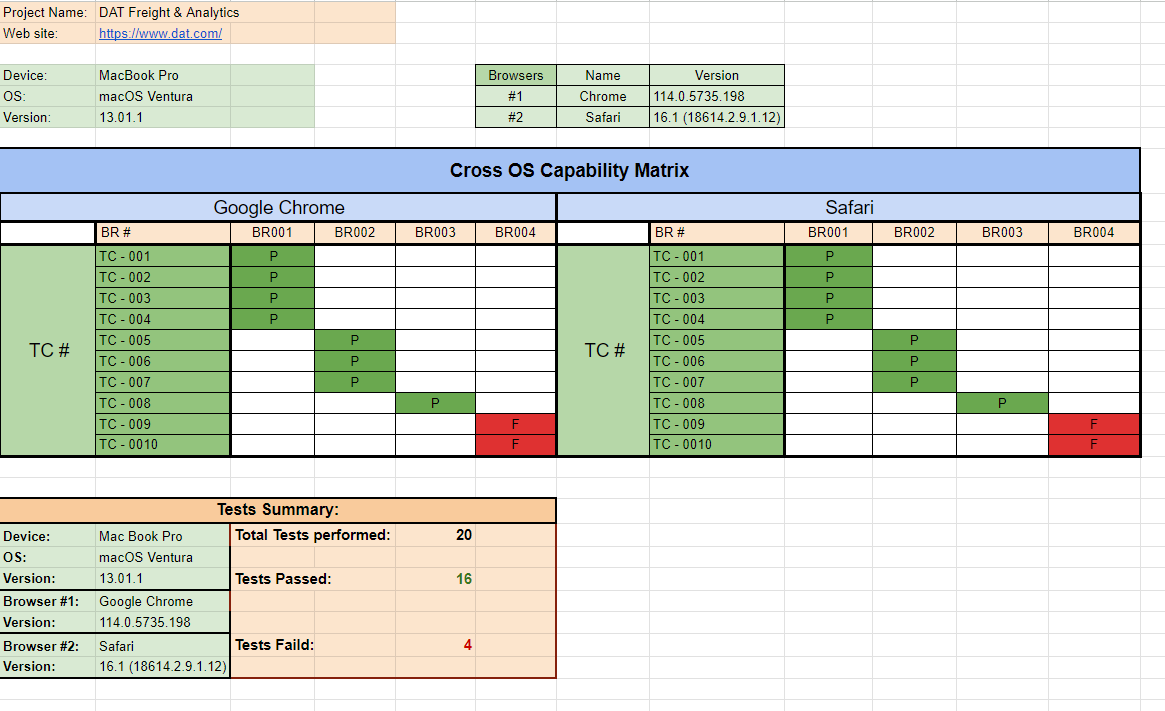 Project Name: DAT Freight & Analytics
Web site: https://www.dat.com/
Device: MacBook Pro Browsers Name Version
OS: macOS Ventura #1 Chrome 114.0.5735.198
Version: 13.01.1 #2 Safari 16.1 (18614.2.9.1.12)
Cross OS Capability Matrix
Google Chrome Safari
BR # BR001 BR002 BR003 BR004 BR # BR001 BR002 BR003 BR004
TC - 001 P TC - 001 P
TC - 002 P TC - 002 P
TC - 003 P TC - 003 P
TC - 004 P TC - 004 P
TC - 005 P TC - 005 P
TC # TC - 006 P TC # TC - 006 P
TC - 007 P TC - 007 P
TC - 008 P TC - 008 P
TC - 009 F TC - 009 F
TC - 0010 F TC - 0010 F
Tests Summary:
Device: Mac Book Pro Total Tests performed: 20
OS: macOS Ventura
Version: 13.01.1 Tests Passed: 16
Browser #1: Google Chrome
Version: 114.0.5735.198
Browser #2: Safari Tests Faild: 4
Version: 16.1 (18614.2.9.1.12)